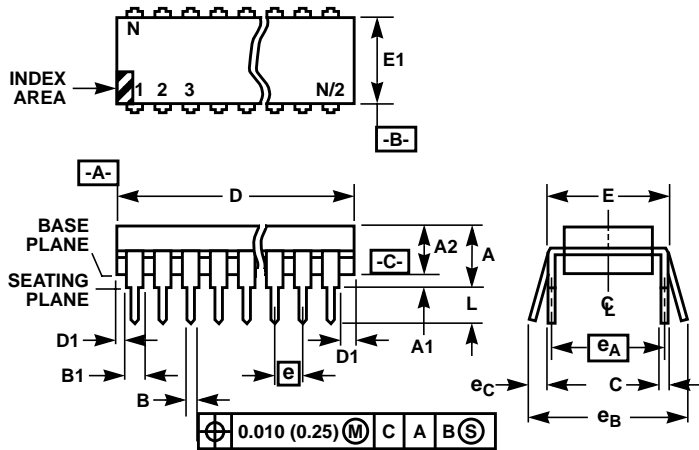 N
INDEX
AREA
1 2 3 N/2
E1
-B-
-A-
D
E
BASE
PLANE
A2
A
-C-
SEATING
PLANE
L
C
L
D1
A1
D1
eA
B1
e
eC
C
B
eB
0.010 (0.25) M C A B S